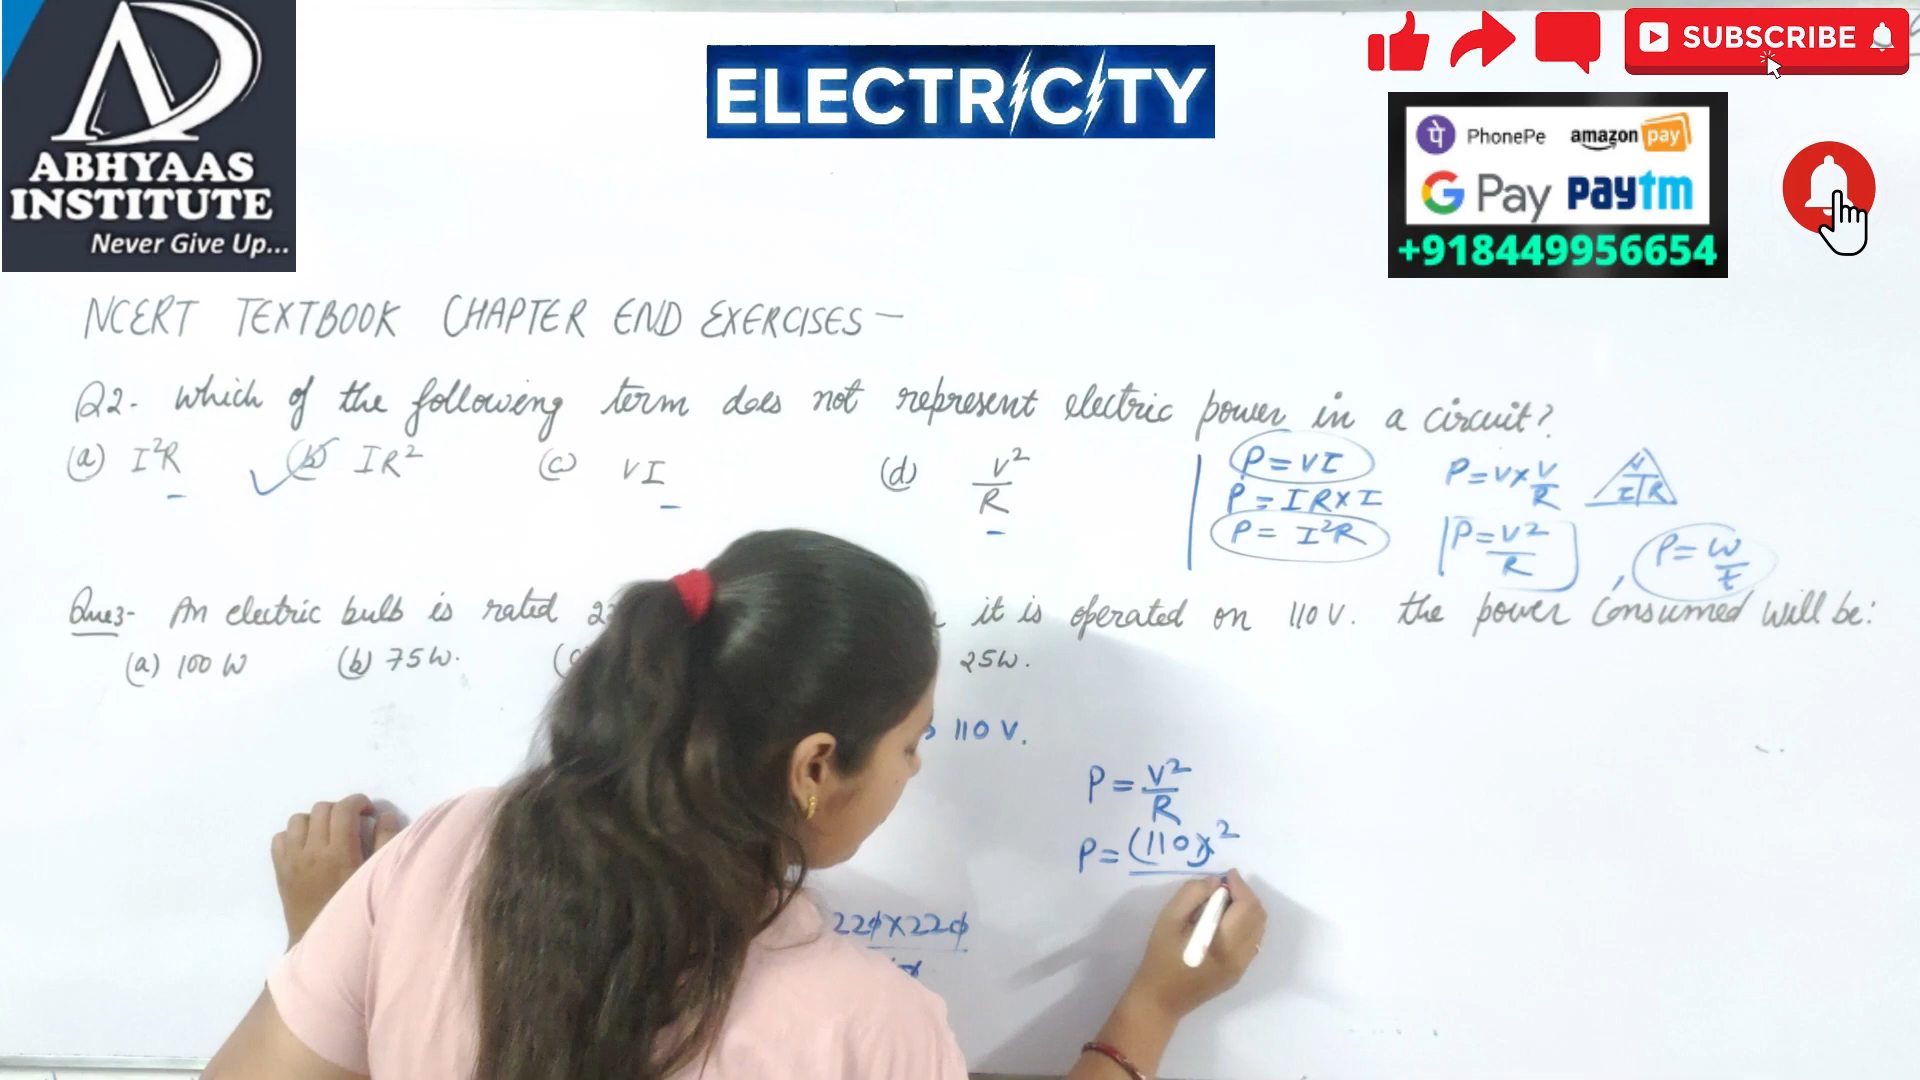 ABHYAAS
INSTITUTE
Never Give Up...
ELECTRICITY
SUBSCRIBE
PhonePe amazon pay
G Pay paytm
+918449956654
NCERT TEXTBOOK CHAPTER END EXERCISES —
Q2- Which of the following term does not represent electric power in a circuit?
(a) I²R (b) IR² (c) VI (d) V²/R
P = VI
P = IR×I
P = I²R
P = V×V/R
P = V²/R
V
I R
, P = W/t
Que3- An electric bulb is rated it is operated on 110 V. the power consumed will be:
(a) 100 W (b) 75W. 25W.
110 V.
P = V²/R
P = (110)²
220×220